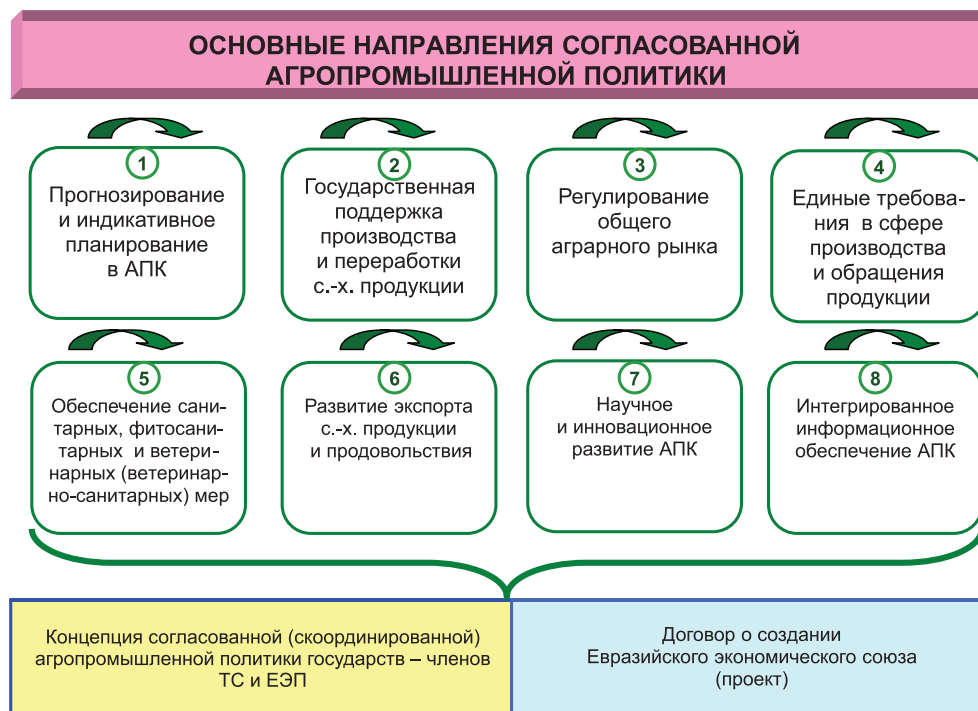 ОСНОВНЫЕ НАПРАВЛЕНИЯ СОГЛАСОВАННОЙ
АГРОПРОМЫШЛЕННОЙ ПОЛИТИКИ
1
Прогнозирование
и индикативное
планирование
в АПК
2
Государственная
поддержка
производства
и переработки
с.-х. продукции
3
Регулирование
общего
аграрного рынка
4
Единые требова-
ния в сфере
производства
и обращения
продукции
5
Обеспечение сани-
тарных, фитосани-
тарных и ветери-
нарных (ветеринар-
но-санитарных) мер
6
Развитие экспорта
с.-х. продукции
и продовольствия
7
Научное
и инновационное
развитие АПК
8
Интегрированное
информационное
обеспечение АПК
Концепция согласованной (скоординированной)
агропромышленной политики государств – членов
ТС и ЕЭП
Договор о создании
Евразийского экономического союза
(проект)